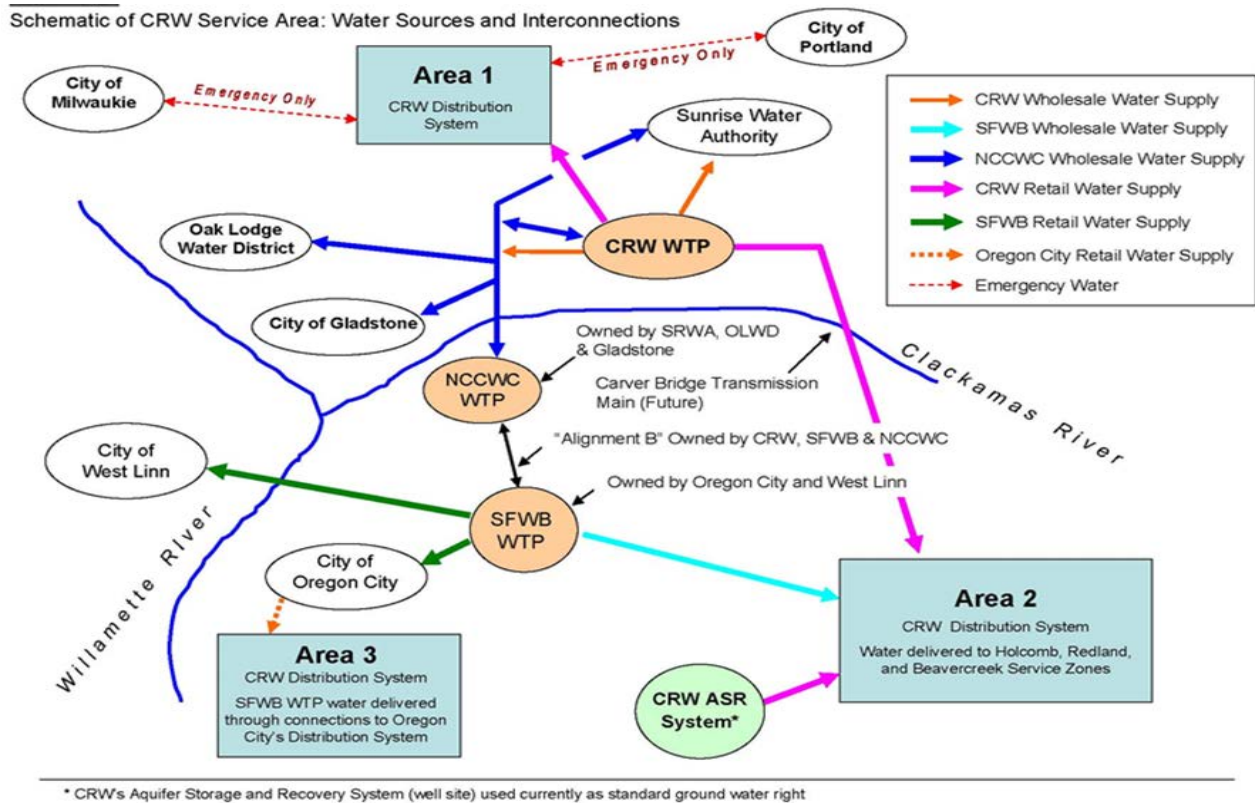 Schematic of CRW Service Area: Water Sources and Interconnections
City of
Portland
Emergency Only
Area 1
CRW Distribution
System
City of
Milwaukie
Emergency Only
Sunrise Water
Authority
CRW Wholesale Water Supply
SFWB Wholesale Water Supply
NCCWC Wholesale Water Supply
CRW Retail Water Supply
SFWB Retail Water Supply
Oregon City Retail Water Supply
Emergency Water
Oak Lodge
Water District
CRW WTP
City of Gladstone
Owned by SRWA, OLWD
& Gladstone
NCCWC
WTP
Carver Bridge Transmission
Main (Future)
Clackamas River
"Alignment B" Owned by CRW, SFWB & NCCWC
City of
West Linn
Owned by Oregon City and West Linn
SFWB
WTP
Willamette River
City of
Oregon City
Area 2
CRW Distribution System
Water delivered to Holcomb, Redland,
and Beavercreek Service Zones
Area 3
CRW Distribution System
SFWB WTP water delivered
through connections to Oregon
City's Distribution System
CRW ASR
System*
* CRW's Aquifer Storage and Recovery System (well site) used currently as standard ground water right